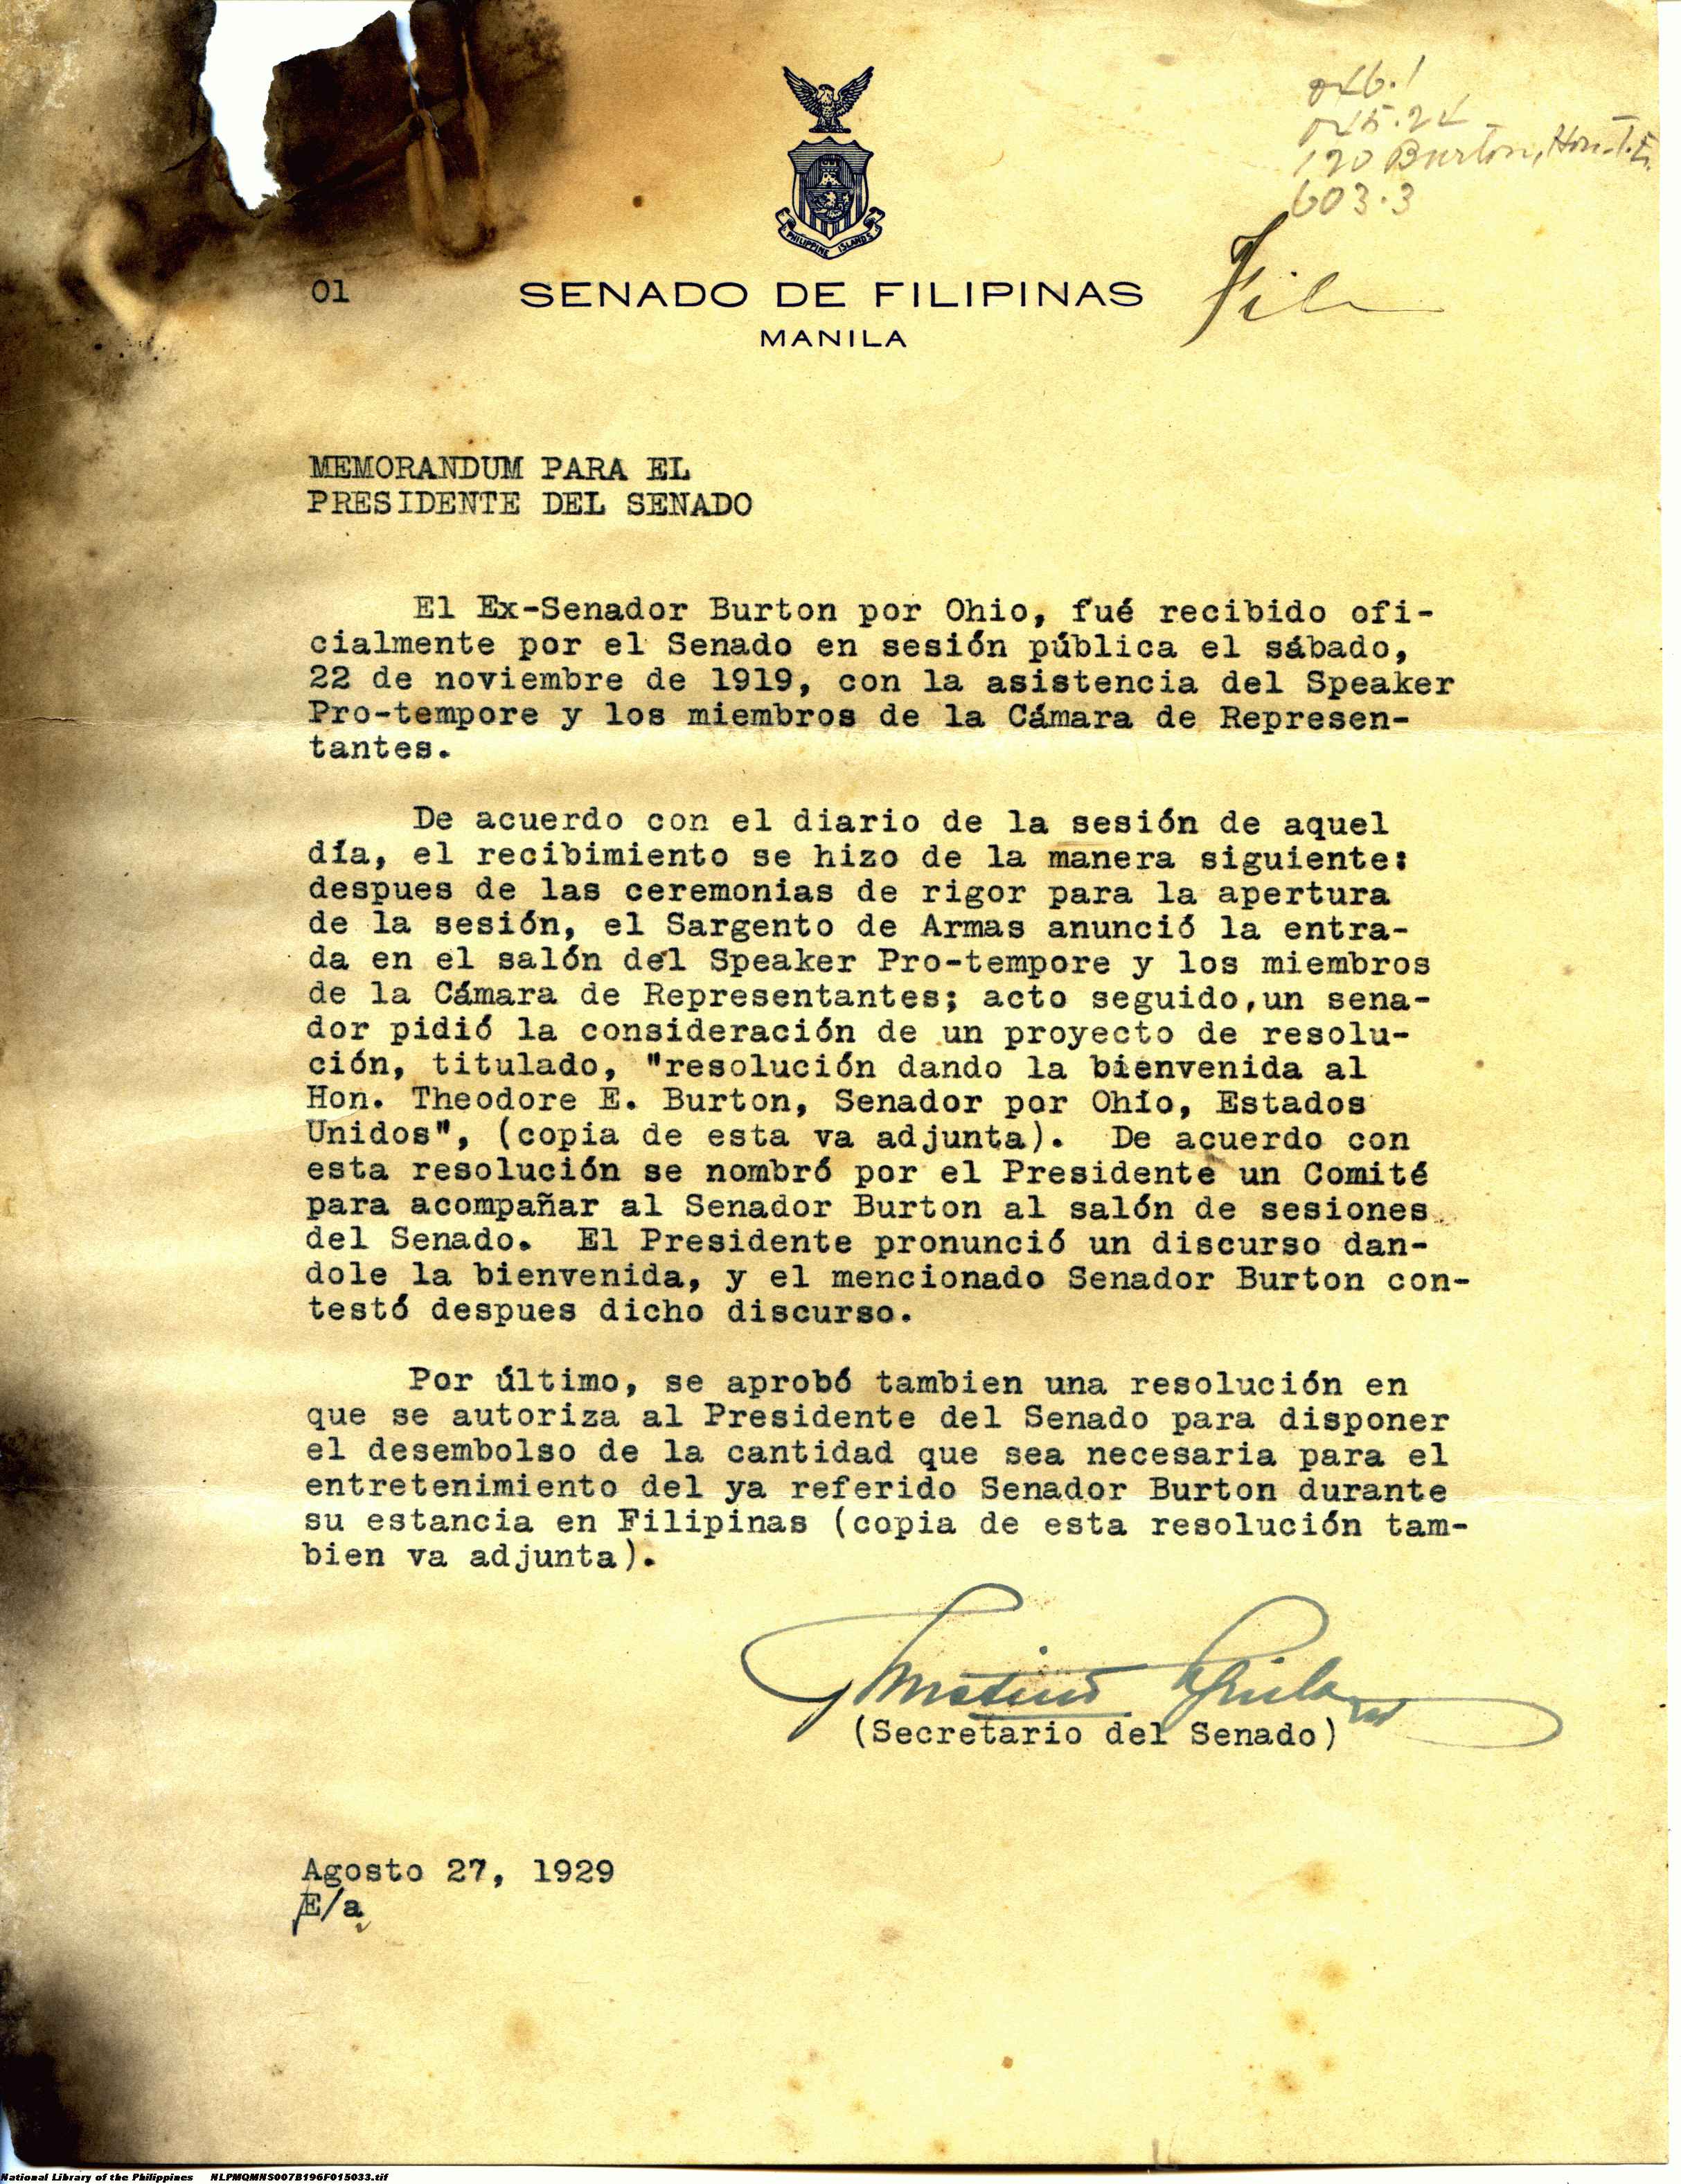 120 Burton, Hon. T. E.
603.3
PHILIPPINE ISLANDS
01
SENADO DE FILIPINAS
File
MANILA
MEMORANDUM PARA EL
PRESIDENTE DEL SENADO
El Ex-Senador Burton por Ohio, fué recibido ofi-
cialmente por el Senado en sesión pública el sábado,
22 de noviembre de 1919, con la asistencia del Speaker
Pro-tempore y los miembros de la Cámara de Represen-
tantes.
De acuerdo con el diario de la sesión de aquel
día, el recibimiento se hizo de la manera siguiente:
despues de las ceremonias de rigor para la apertura
de la sesión, el Sargento de Armas anunció la entra-
da en el salón del Speaker Pro-tempore y los miembros
de la Cámara de Representantes; acto seguido,un sena-
dor pidió la consideración de un proyecto de resolu-
ción, titulado, "resolución dando la bienvenida al
Hon. Theodore E. Burton, Senador por Ohio, Estados
Unidos", (copia de esta va adjunta). De acuerdo con
esta resolución se nombró por el Presidente un Comité
para acompañar al Senador Burton al salón de sesiones
del Senado. El Presidente pronunció un discurso dan-
dole la bienvenida, y el mencionado Senador Burton con-
testó despues dicho discurso.
Por último, se aprobó tambien una resolución en
que se autoriza al Presidente del Senado para disponer
el desembolso de la cantidad que sea necesaria para el
entretenimiento del ya referido Senador Burton durante
su estancia en Filipinas (copia de esta resolución tam-
bien va adjunta).
(Secretario del Senado)
Agosto 27, 1929
E/a
National Library of the Philippines NLPMQMNS007B196F015033.tif